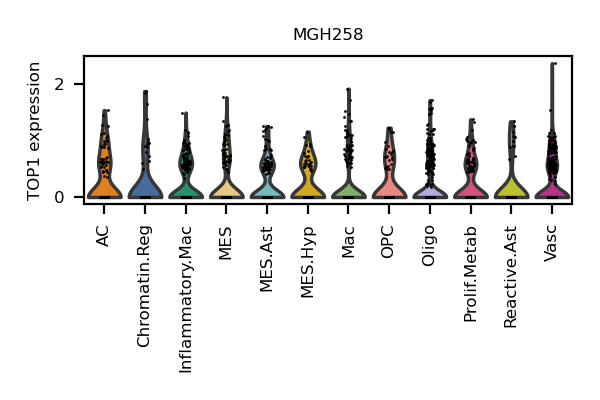 MGH258
TOP1 expression
2
0
AC
Chromatin.Reg
Inflammatory.Mac
MES
MES.Ast
MES.Hyp
Mac
OPC
Oligo
Prolif.Metab
Reactive.Ast
Vasc